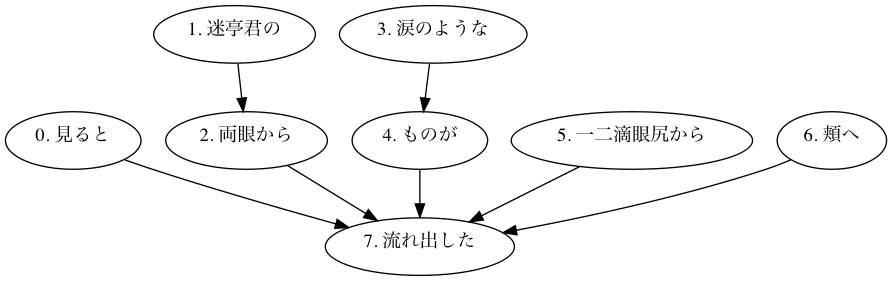 1. 迷亭君の
3. 涙のような
0. 見ると
2. 両眼から
4. ものが
5. 一二滴眼尻から
6. 頬へ
7. 流れ出した